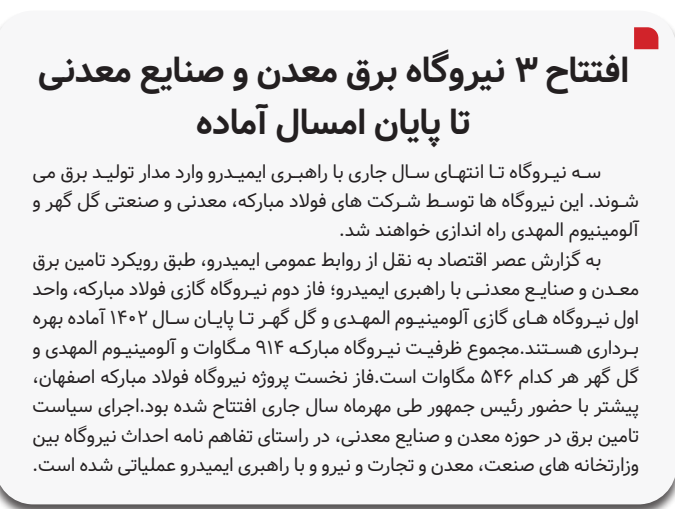 افتتاح ۳ نیروگاه برق معدن و صنایع معدنی
تا پایان امسال آماده
سه نیروگاه تا انتهای سال جاری با راهبری ایمیدرو وارد مدار تولید برق می
شوند. این نیروگاه ها توسط شرکت های فولاد مبارکه، معدنی و صنعتی گل گهر و
آلومینیوم المهدی راه اندازی خواهند شد.
به گزارش عصر اقتصاد به نقل از روابط عمومی ایمیدرو، طبق رویکرد تامین برق
معدن و صنایع معدنی با راهبری ایمیدرو؛ فاز دوم نیروگاه گازی فولاد مبارکه، واحد
اول نیروگاه های گازی آلومینیوم المهدی و گل گهر تا پایان سال ۱۴۰۲ آماده بهره
برداری هستند.مجموع ظرفیت نیروگاه مبارکه ۹۱۴ مگاوات و آلومینیوم المهدی و
گل گهر هر کدام ۵۴۶ مگاوات است.فاز نخست پروژه نیروگاه فولاد مبارکه اصفهان،
پیشتر با حضور رئیس جمهور طی مهرماه سال جاری افتتاح شده بود.اجرای سیاست
تامین برق در حوزه معدن و صنایع معدنی، در راستای تفاهم نامه احداث نیروگاه بین
وزارتخانه های صنعت، معدن و تجارت و نیرو و با راهبری ایمیدرو عملیاتی شده است.